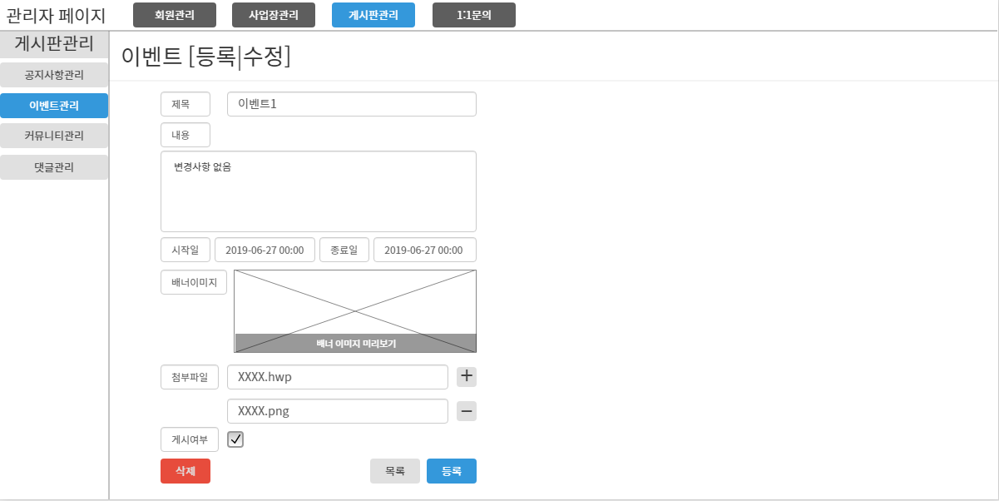 관리자 페이지 회원관리 사업장관리 게시판관리 1:1문의
게시판관리
공지사항관리
이벤트관리
커뮤니티관리
댓글관리
이벤트 [등록|수정]
제목 이벤트1
내용
변경사항 없음
시작일 2019-06-27 00:00 종료일 2019-06-27 00:00
배너이미지
배너 이미지 미리보기
첨부파일 XXXX.hwp +
XXXX.png −
게시여부
삭제 목록 등록